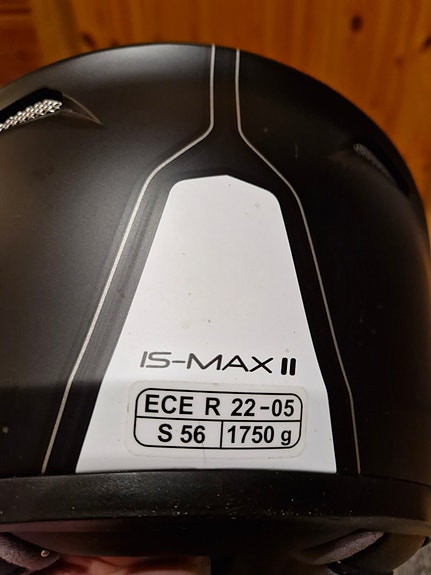 IS-MAX II
ECE R 22-05
S 56 1750 g